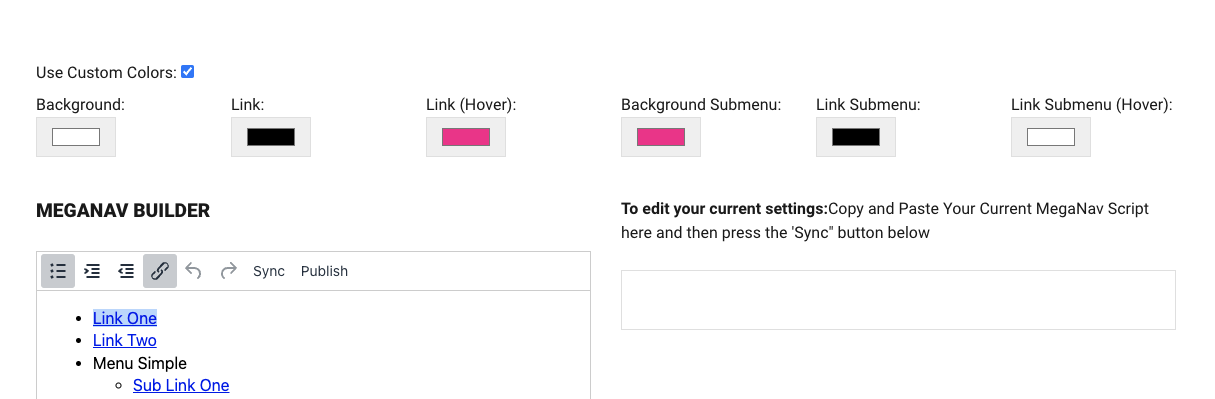 Use Custom Colors:
Background: Link: Link (Hover): Background Submenu: Link Submenu: Link Submenu (Hover):
MEGANAV BUILDER
To edit your current settings:Copy and Paste Your Current MegaNav Script
here and then press the 'Sync" button below
Sync Publish
Link One
Link Two
Menu Simple
Sub Link One